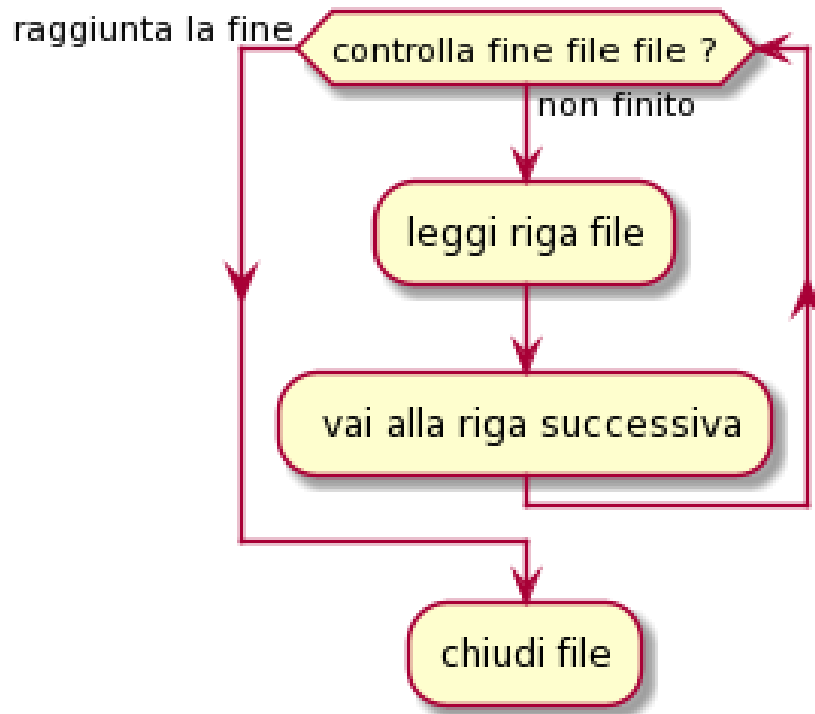 raggiunta la fine
controlla fine file file ?
non finito
leggi riga file
vai alla riga successiva
chiudi file